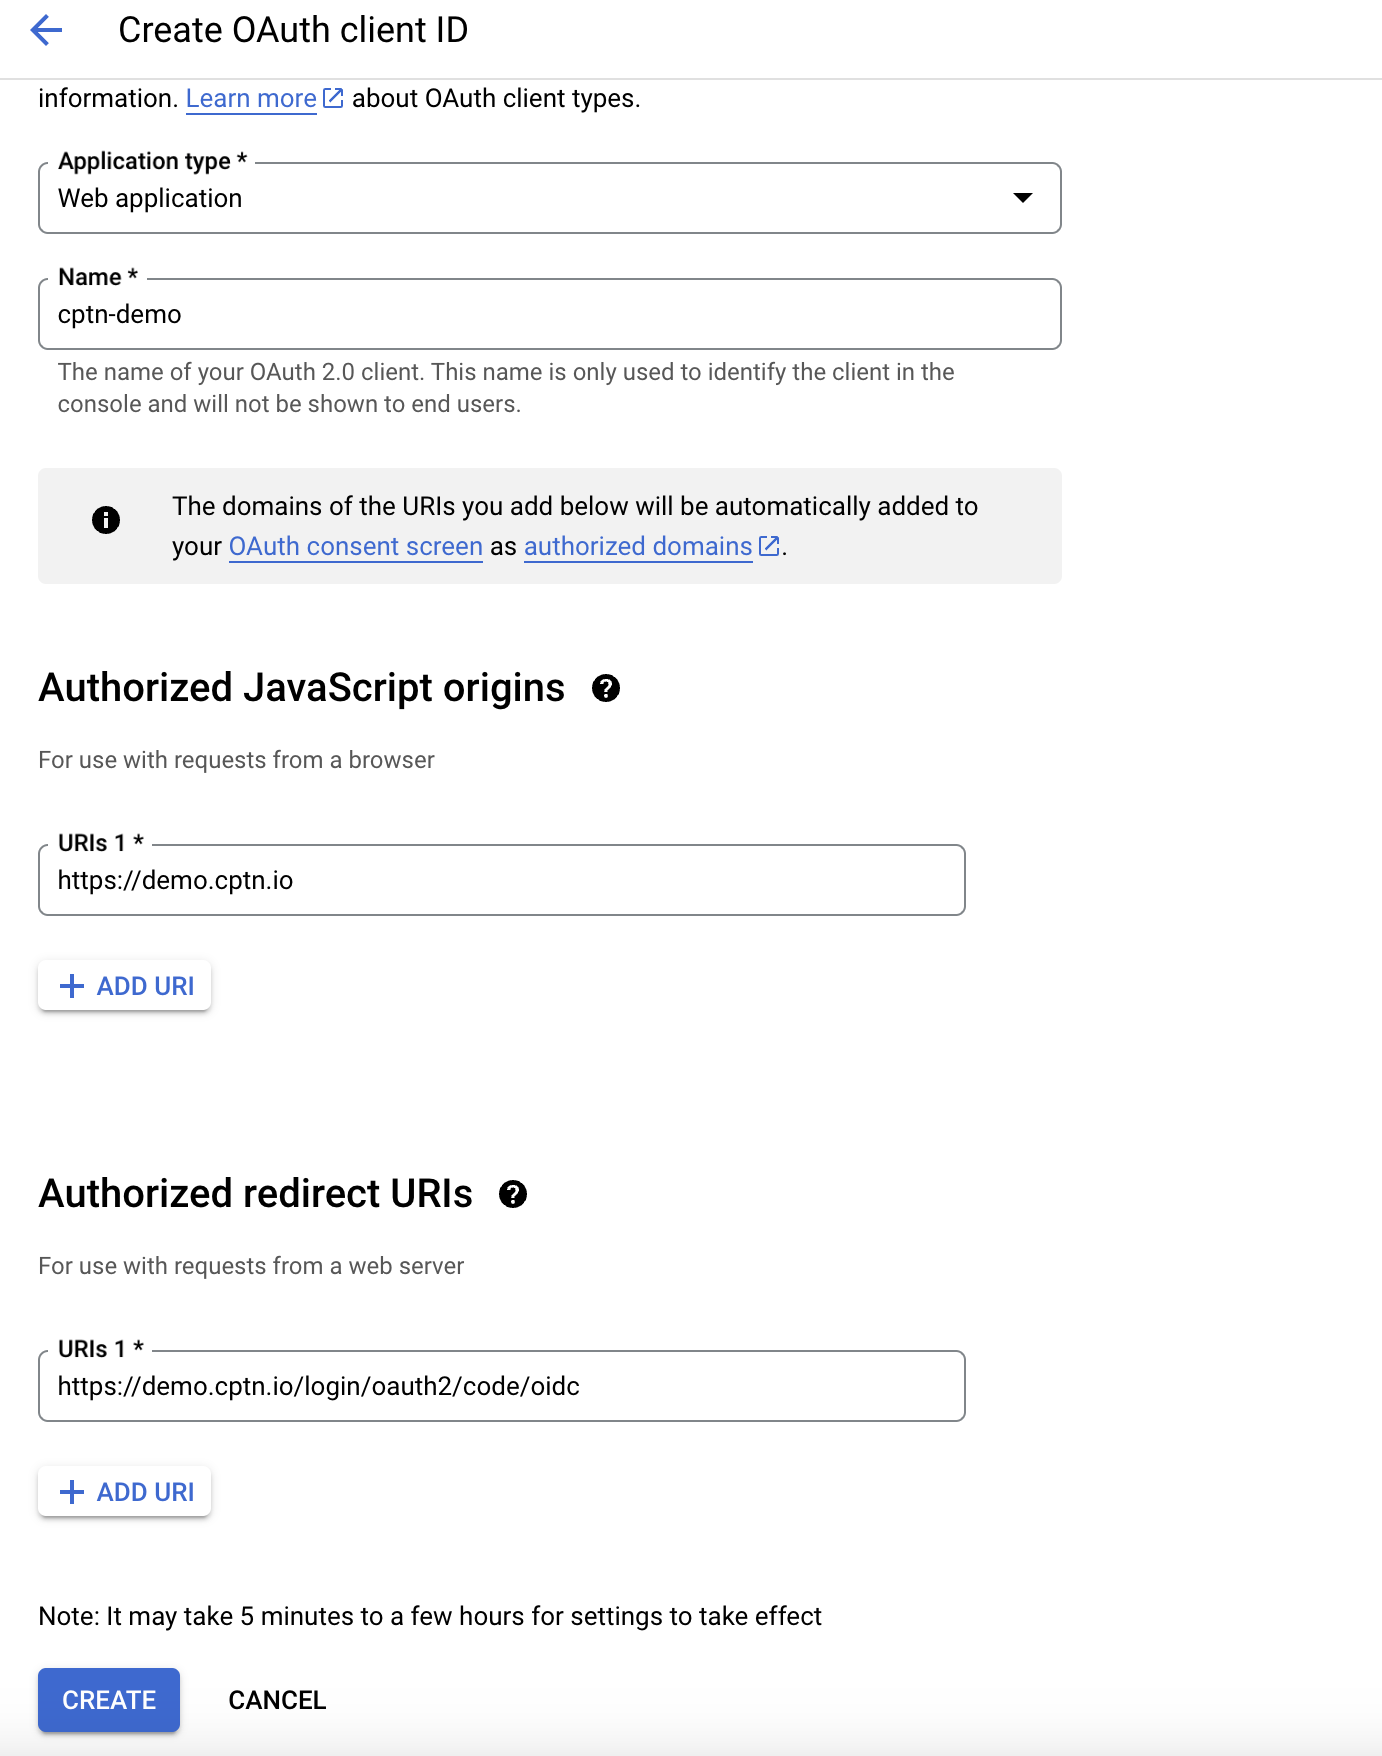 Create OAuth client ID
information. Learn more about OAuth client types.
Application type *
Web application
Name *
cptn-demo
The name of your OAuth 2.0 client. This name is only used to identify the client in the
console and will not be shown to end users.
The domains of the URIs you add below will be automatically added to
your OAuth consent screen as authorized domains.
Authorized JavaScript origins
For use with requests from a browser
URIs 1 *
https://demo.cptn.io
ADD URI
Authorized redirect URIs
For use with requests from a web server
URIs 1 *
https://demo.cptn.io/login/oauth2/code/oidc
ADD URI
Note: It may take 5 minutes to a few hours for settings to take effect
CREATE CANCEL